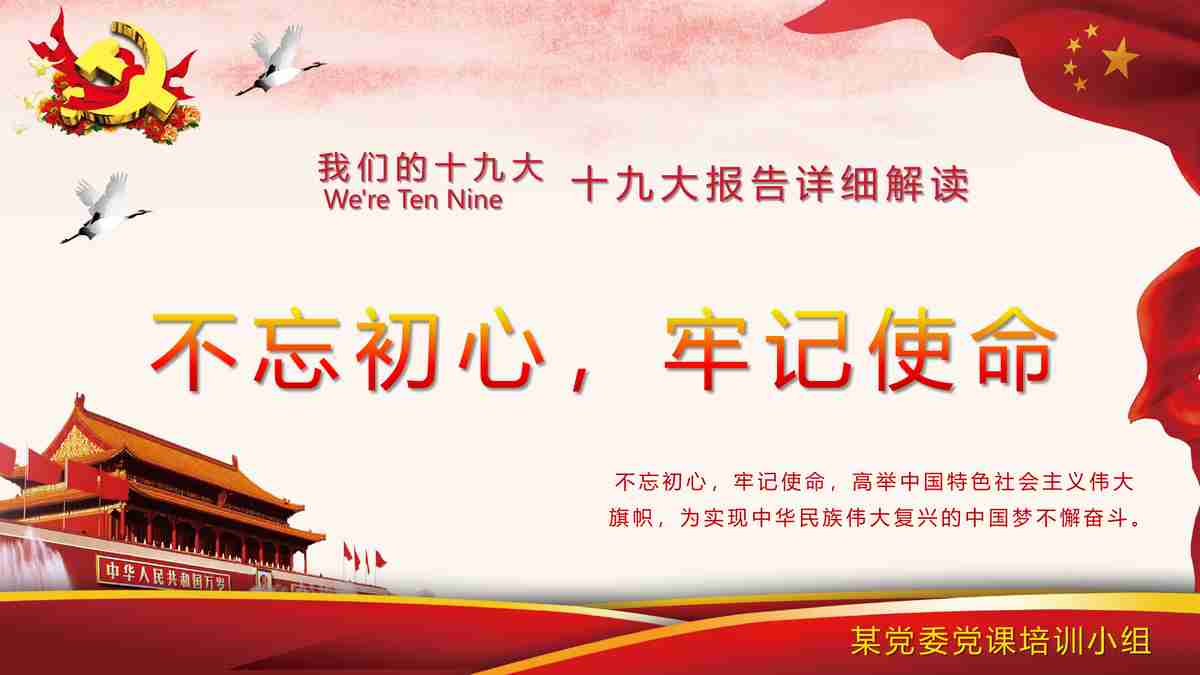 我们的十九大
We're Ten Nine
十九大报告详细解读
不忘初心，牢记使命
不忘初心，牢记使命，高举中国特色社会主义伟大
旗帜，为实现中华民族伟大复兴的中国梦不懈奋斗。
中华人民共和国万岁
某党委党课培训小组